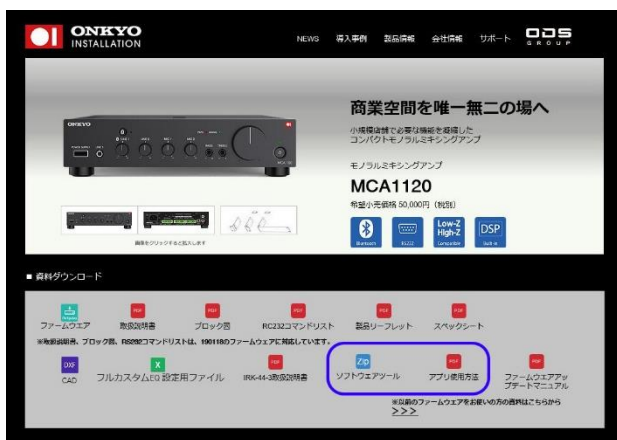 ONKYO
INSTALLATION
NEWS 導入事例 製品情報 会社情報 サポート
ODS
GROUP
商業空間を唯一無二の場へ
小規模店舗で必要な機能を凝縮した
コンパクトモノラルミキシングアンプ
モノラルミキシングアンプ
MCA1120
希望小売価格 50,000円（税別）
Bluetooth
Low-Z
High-Z
Compatible
DSP
Built-in
ONKYO
画像をクリックすると拡大します
■ 資料ダウンロード
PDF PDF PDF PDF PDF
ファームウエア 取扱説明書 ブロック図 RC232コマンドリスト 製品リーフレット スペックシート
※取扱説明書、ブロック図、RS0232コマンドリストは、190118のファームウェアに対応しています。
DXF X PDF Zip PDF PDF
CAD フルカスタムEQ 設定用ファイル IRK-44-3取扱説明書 ソフトウェアツール アプリ使用方法 ファームウエアアッ
プデートマニュアル
※以前のファームウエアをお使いの方の資料はこちらから
>>>